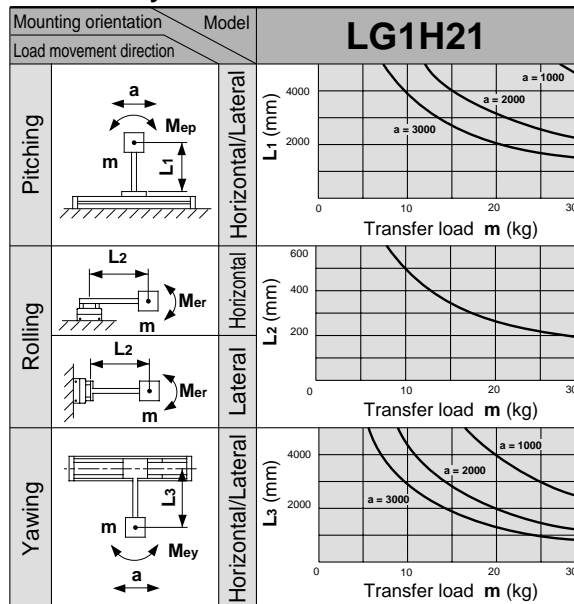 Mounting orientation
Model
Load movement direction
LG1H21
Pitching
a
Mep
m
L1
Horizontal/Lateral
L1 (mm)
4000
2000
a = 1000
a = 2000
a = 3000
0
10
20
30
Transfer load m (kg)
Rolling
L2
Mer
m
Horizontal
L2
Mer
m
Lateral
L2 (mm)
600
400
200
0
10
20
30
Transfer load m (kg)
Yawing
L3
m
Mey
a
Horizontal/Lateral
L3 (mm)
4000
2000
a = 1000
a = 2000
a = 3000
0
10
20
30
Transfer load m (kg)